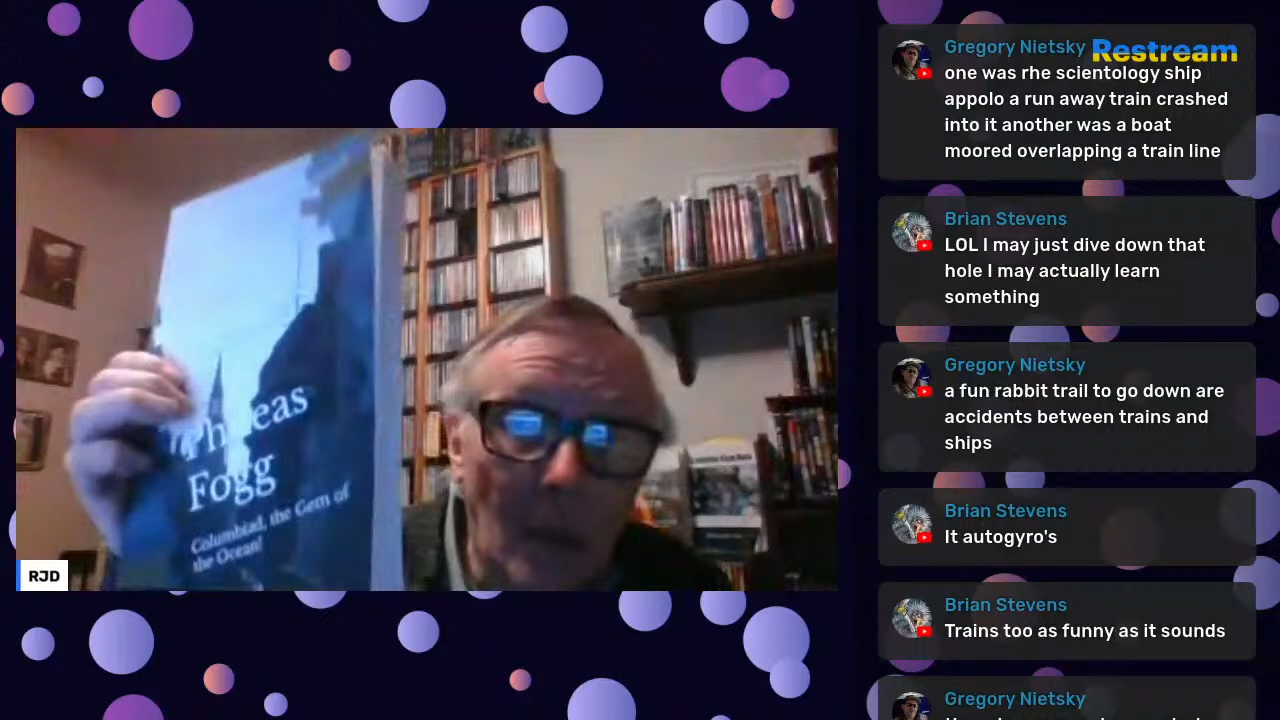 Phileas
Fogg
Columbiad, the Gem of
the Ocean!
RJD
Restream
Gregory Nietsky
one was rhe scientology ship
appolo a run away train crashed
into it another was a boat
moored overlapping a train line
Brian Stevens
LOL I may just dive down that
hole I may actually learn
something
Gregory Nietsky
a fun rabbit trail to go down are
accidents between trains and
ships
Brian Stevens
It autogyro's
Brian Stevens
Trains too as funny as it sounds
Gregory Nietsky